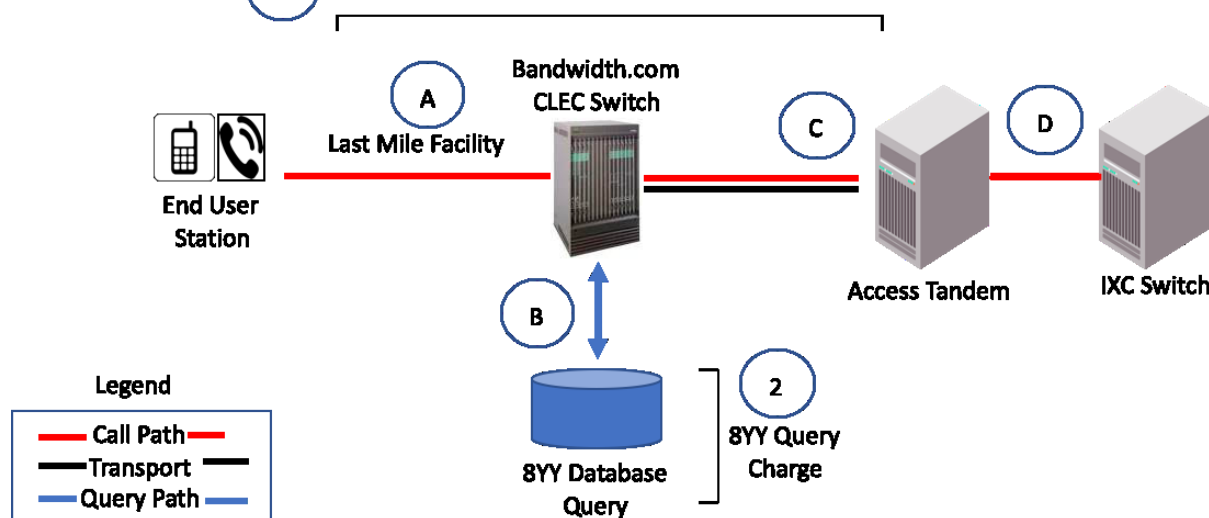 Bandwidth.com
CLEC Switch
A
Last Mile Facility
C
D
End User
Station
Access Tandem
IXC Switch
B
2
8YY Query
Charge
8YY Database
Query
Legend
Call Path
Transport
Query Path